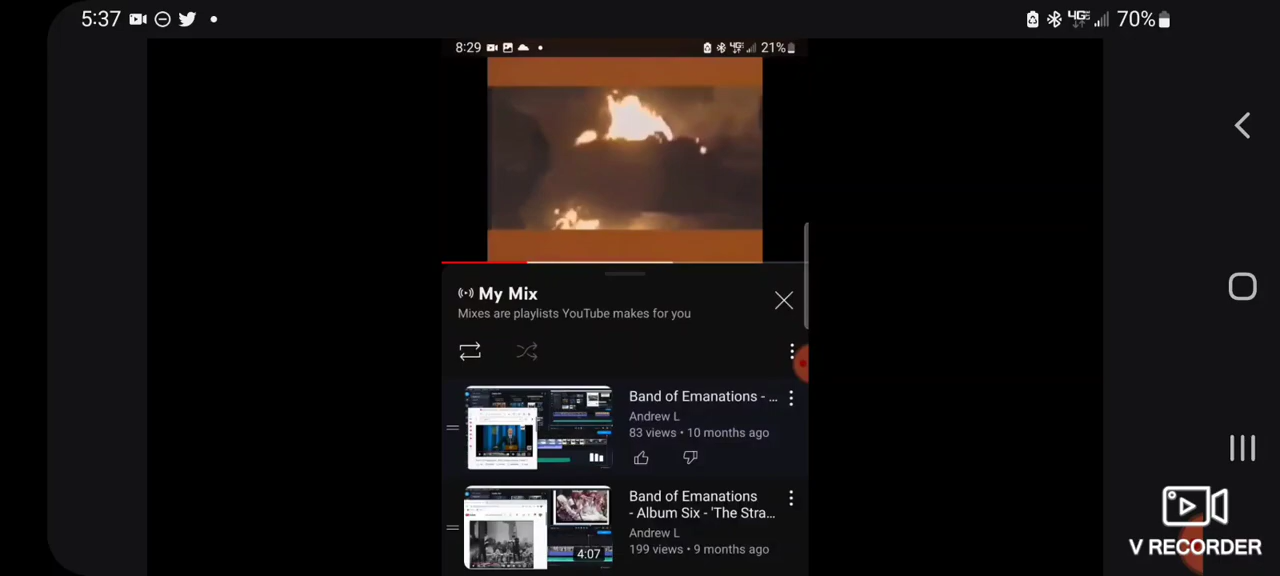 5:37
70%
8:29
21%
My Mix
Mixes are playlists YouTube makes for you
Band of Emanations - ...
Andrew L
83 views • 10 months ago
Band of Emanations
- Album Six - 'The Stra...
Andrew L
199 views • 9 months ago
4:07
V RECORDER